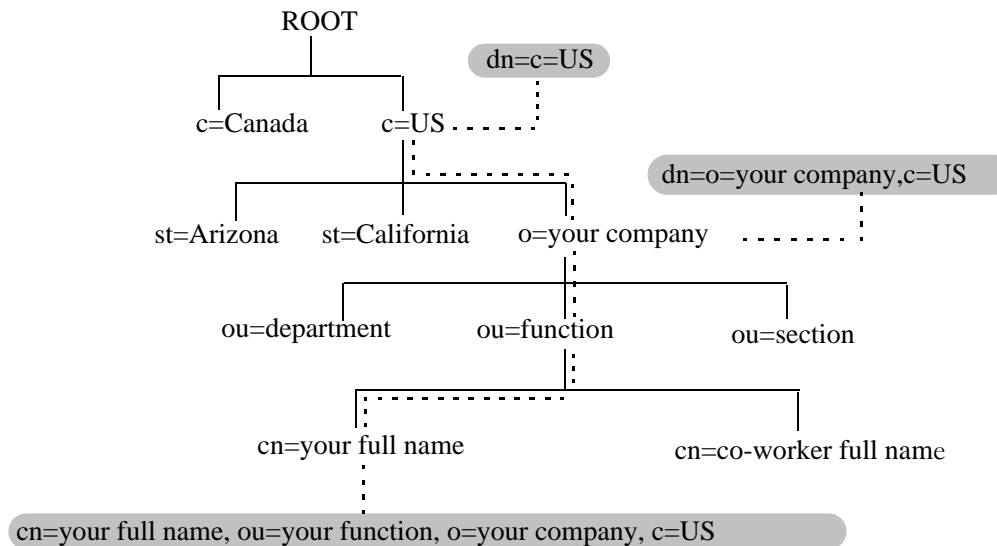 ROOT
dn=c=US
c=Canada
c=US
dn=o=your company,c=US
st=Arizona
st=California
o=your company
ou=department
ou=function
ou=section
cn=your full name
cn=co-worker full name
cn=your full name, ou=your function, o=your company, c=US